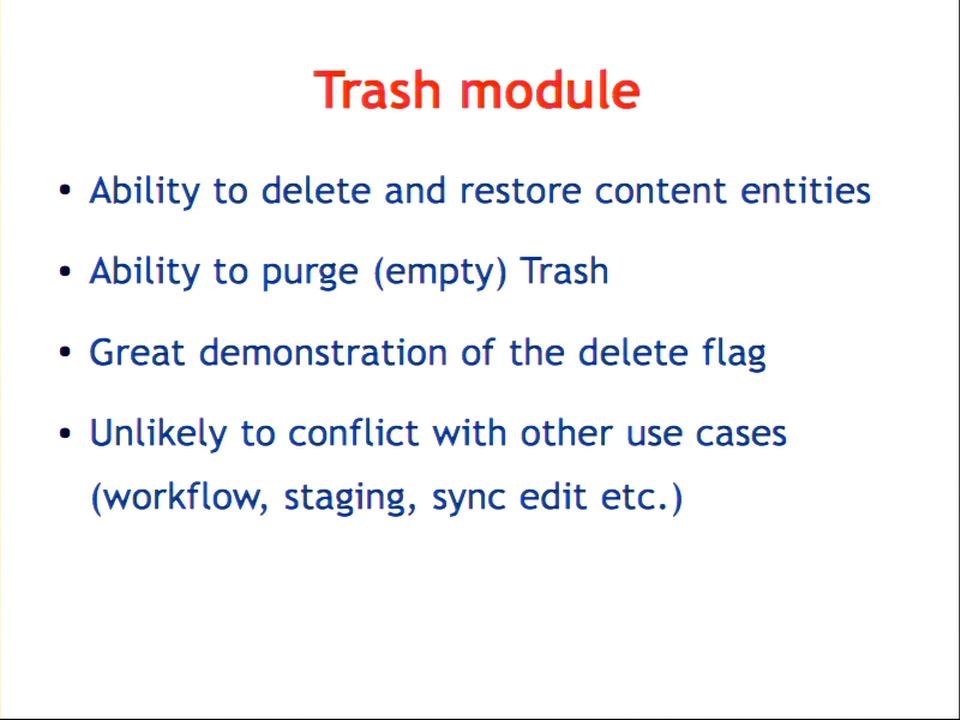 Trash module
• Ability to delete and restore content entities
• Ability to purge (empty) Trash
• Great demonstration of the delete flag
• Unlikely to conflict with other use cases
(workflow, staging, sync edit etc.)